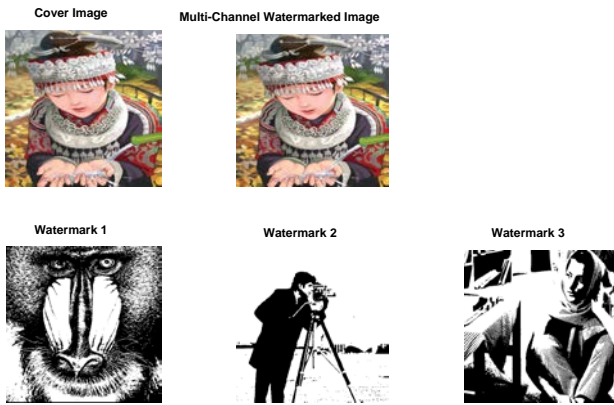 Cover Image
Multi-Channel Watermarked Image
Watermark 1
Watermark 2
Watermark 3